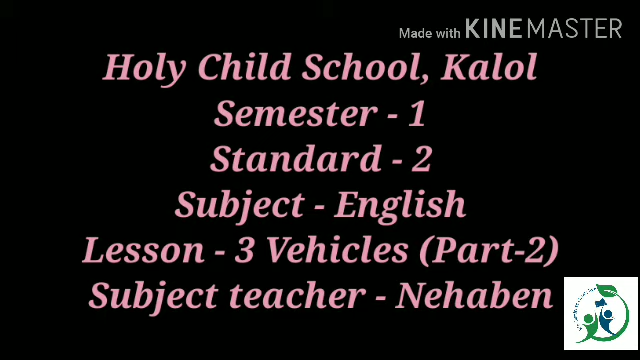 Made with KINEMASTER
Holy Child School, Kalol
Semester - 1
Standard - 2
Subject - English
Lesson - 3 Vehicles (Part-2)
Subject teacher - Nehaben